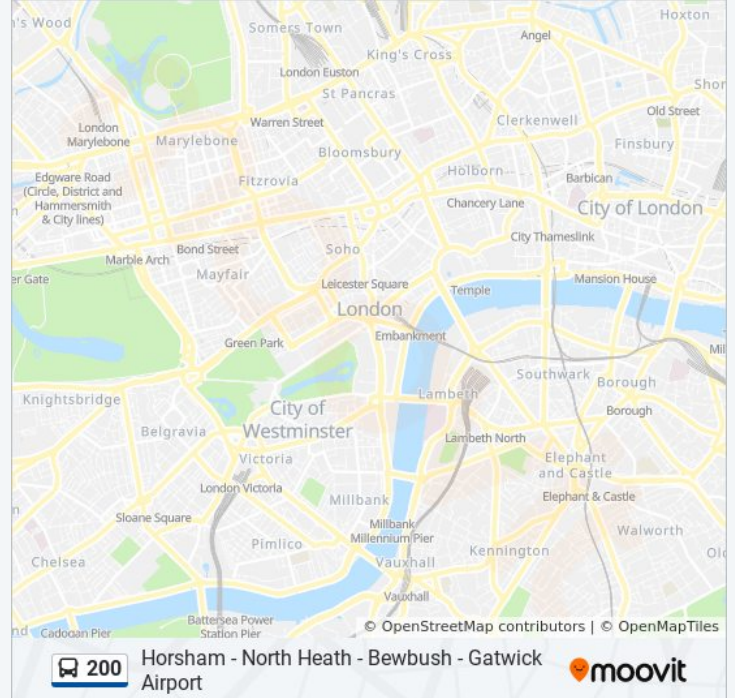 's Wood
Somers Town
Hoxton
Angel
King's Cross
London Euston
St Pancras
Shor
Old Street
Warren Street
Clerkenwell
London
Marylebone
Marylebone
Finsbury
Bloomsbury
Holborn
Edgware Road
(Circle, District and
Hammersmith
& City lines)
Fitzrovia
Barbican
Chancery Lane
City of London
City Thameslink
Bond Street
Soho
Marble Arch
Mayfair
er Gate
Leicester Square
Temple
Mansion House
London
Embankment
Green Park
Mil
Southwark
Borough
Knightsbridge
Lambeth
City of
Westminster
Borough
Belgravia
Lambeth North
Victoria
Elephant
and Castle
London Victoria
Elephant & Castle
Millbank
Sloane Square
Millbank
Millennium Pier
Walworth
Pimlico
Kennington
Olc
Chelsea
Vauxhall
Vauxhall
nd
Cadogan Pier
Battersea Power
Station Pier
© OpenStreetMap contributors | © OpenMapTiles
200
Horsham - North Heath - Bewbush - Gatwick
Airport
moovit